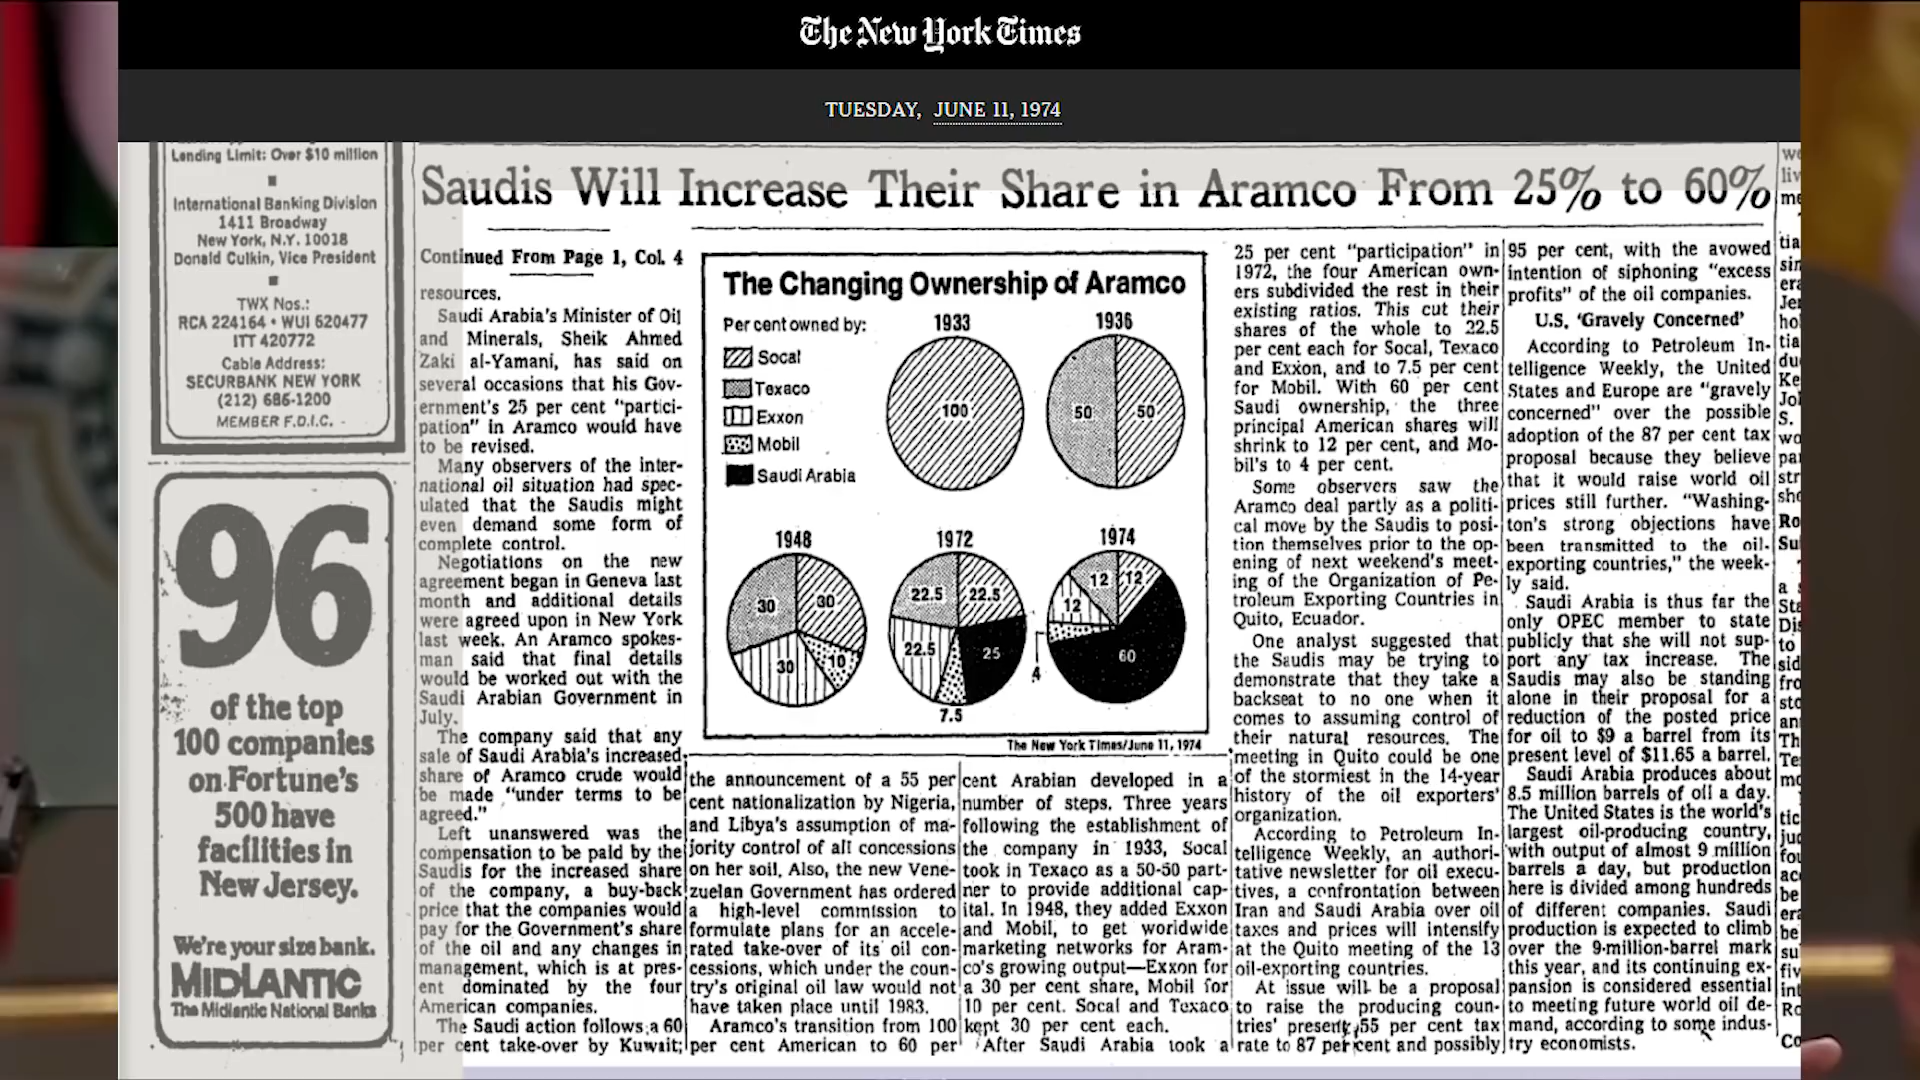 The New York Times
TUESDAY, JUNE 11, 1974
Lending Limit: Over $10 million
International Banking Division
1411 Broadway
New York, N.Y. 10018
Donald Culkin, Vice President
TWX Nos.:
RCA 224164 • WUI 620477
ITT 420772
Cable Address:
SECURBANK NEW YORK
(212) 686-1200
MEMBER F.D.I.C.
96
of the top
100 companies
on Fortune's
500 have
facilities in
New Jersey.
We're your size bank.
MIDLANTIC
The Midlantic National Banks
Saudis Will Increase Their Share in Aramco From 25% to 60%
Continued From Page 1, Col. 4
resources.
Saudi Arabia's Minister of Oil
and Minerals, Sheik Ahmed
Zaki al-Yamani, has said on
several occasions that his Gov-
ernment's 25 per cent "partici-
pation" in Aramco would have
to be revised.
Many observers of the inter-
national oil situation had spec-
ulated that the Saudis might
even demand some form of
complete control.
Negotiations on the new
agreement began in Geneva last
month and additional details
were agreed upon in New York
last week. An Aramco spokes-
man said that final details
would be worked out with the
Saudi Arabian Government in
July.
The company said that any
sale of Saudi Arabia's increased
share of Aramco crude would
be made "under terms to be
agreed."
Left unanswered was the
compensation to be paid by the
Saudis for the increased share
of the company, a buy-back
price that the companies would
pay for the Government's share
of the oil and any changes in
management, which is at pres-
ent dominated by the four
American companies.
The Saudi action follows a 60
per cent take-over by Kuwait;
The Changing Ownership of Aramco
Per cent owned by:
Socal
Texaco
Exxon
Mobil
Saudi Arabia
1933
100
1936
50 50
1948
30 30
30 10
1972
22.5 22.5
22.5 25
7.5
1974
12 12
12
60
4
The New York Times/June 11, 1974
the announcement of a 55 per
cent nationalization by Nigeria,
and Libya's assumption of ma-
jority control of all concessions
on her soil. Also, the new Vene-
zuelan Government has ordered
a high-level commission to
formulate plans for an accele-
rated take-over of its oil con-
cessions, which under the coun-
try's original oil law would not
have taken place until 1983.
Aramco's transition from 100
per cent American to 60 per
cent Arabian developed in a
number of steps. Three years
following the establishment of
the company in 1933, Socal
took in Texaco as a 50-50 part-
ner to provide additional cap-
ital. In 1948, they added Exxon
and Mobil, to get worldwide
marketing networks for Aram-
co's growing output—Exxon for
a 30 per cent share, Mobil for
10 per cent. Socal and Texaco
kept 30 per cent each.
After Saudi Arabia took a
25 per cent "participation" in
1972, the four American own-
ers subdivided the rest in their
existing ratios. This cut their
shares of the whole to 22.5
per cent each for Socal, Texaco
and Exxon, and to 7.5 per cent
for Mobil. With 60 per cent
Saudi ownership, the three
principal American shares will
shrink to 12 per cent, and Mo-
bil's to 4 per cent.
Some observers saw the
Aramco deal partly as a politi-
cal move by the Saudis to posi-
tion themselves prior to the op-
ening of next weekend's meet-
ing of the Organization of Pe-
troleum Exporting Countries in
Quito, Ecuador.
One analyst suggested that
the Saudis may be trying to
demonstrate that they take a
backseat to no one when it
comes to assuming control of
their natural resources. The
meeting in Quito could be one
of the stormiest in the 14-year
history of the oil exporters'
organization.
According to Petroleum In-
telligence Weekly, an authori-
tative newsletter for oil execu-
tives, a confrontation between
Iran and Saudi Arabia over oil
taxes and prices will intensify
at the Quito meeting of the 13
oil-exporting countries.
At issue will be a proposal
to raise the producing coun-
tries' present 55 per cent tax
rate to 87 per cent and possibly
95 per cent, with the avowed
intention of siphoning "excess
profits" of the oil companies.
U.S. 'Gravely Concerned'
According to Petroleum In-
telligence Weekly, the United
States and Europe are "gravely
concerned" over the possible
adoption of the 87 per cent tax
proposal because they believe
that it would raise world oil
prices still further. "Washing-
ton's strong objections have
been transmitted to the oil-
exporting countries," the week-
ly said.
Saudi Arabia is thus far the
only OPEC member to state
publicly that she will not sup-
port any tax increase. The
Saudis may also be standing
alone in their proposal for a
reduction of the posted price
for oil to $9 a barrel from its
present level of $11.65 a barrel.
Saudi Arabia produces about
8.5 million barrels of oil a day.
The United States is the world's
largest oil-producing country,
with output of almost 9 million
barrels a day, but production
here is divided among hundreds
of different companies. Saudi
production is expected to climb
over the 9-million-barrel mark
this year, and its continuing ex-
pansion is considered essential
to meeting future world oil de-
mand, according to some indus-
try economists.